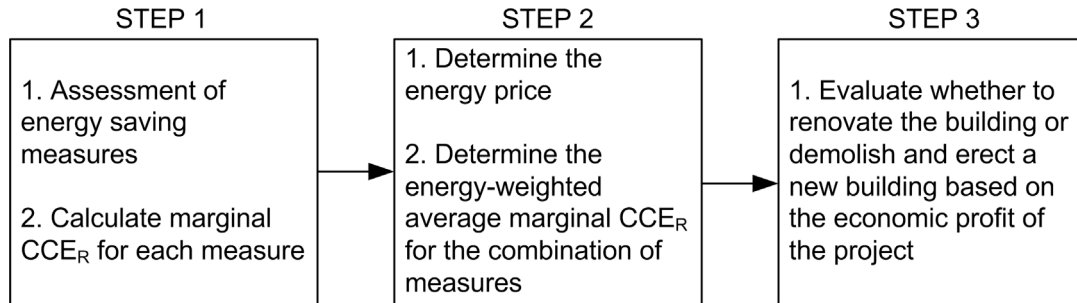 STEP 1
1. Assessment of
energy saving
measures
2. Calculate marginal
CCE_R for each measure
STEP 2
1. Determine the
energy price
2. Determine the
energy-weighted
average marginal CCE_R
for the combination of
measures
STEP 3
1. Evaluate whether to
renovate the building or
demolish and erect a
new building based on
the economic profit of
the project